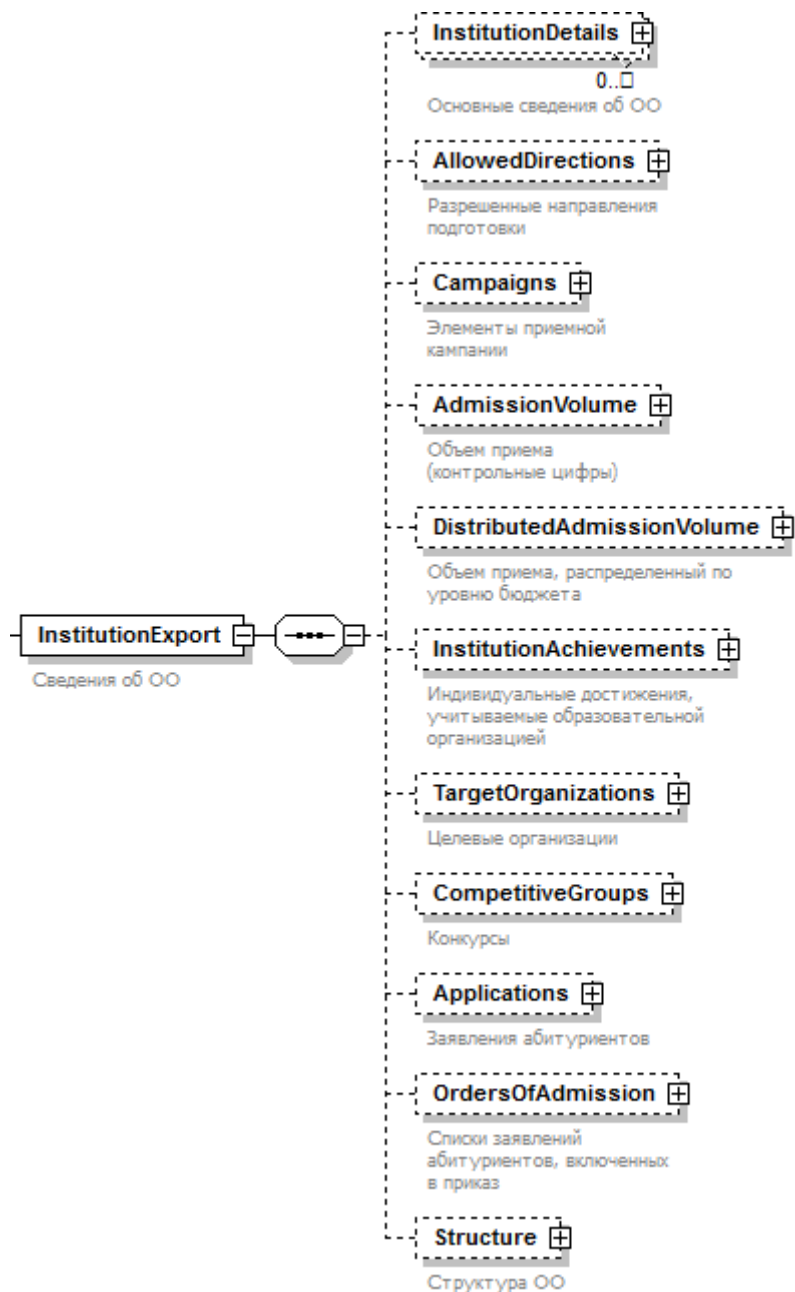 InstitutionDetails
0..□
Основные сведения об ОО
AllowedDirections
Разрешенные направления
подготовки
Campaigns
Элементы приемной
кампании
AdmissionVolume
Объем приема
(контрольные цифры)
DistributedAdmissionVolume
Объем приема, распределенный по
уровню бюджета
InstitutionExport
Сведения об ОО
InstitutionAchievements
Индивидуальные достижения,
учитываемые образовательной
организацией
TargetOrganizations
Целевые организации
CompetitiveGroups
Конкурсы
Applications
Заявления абитуриентов
OrdersOfAdmission
Списки заявлений
абитуриентов, включенных
в приказ
Structure
Структура ОО